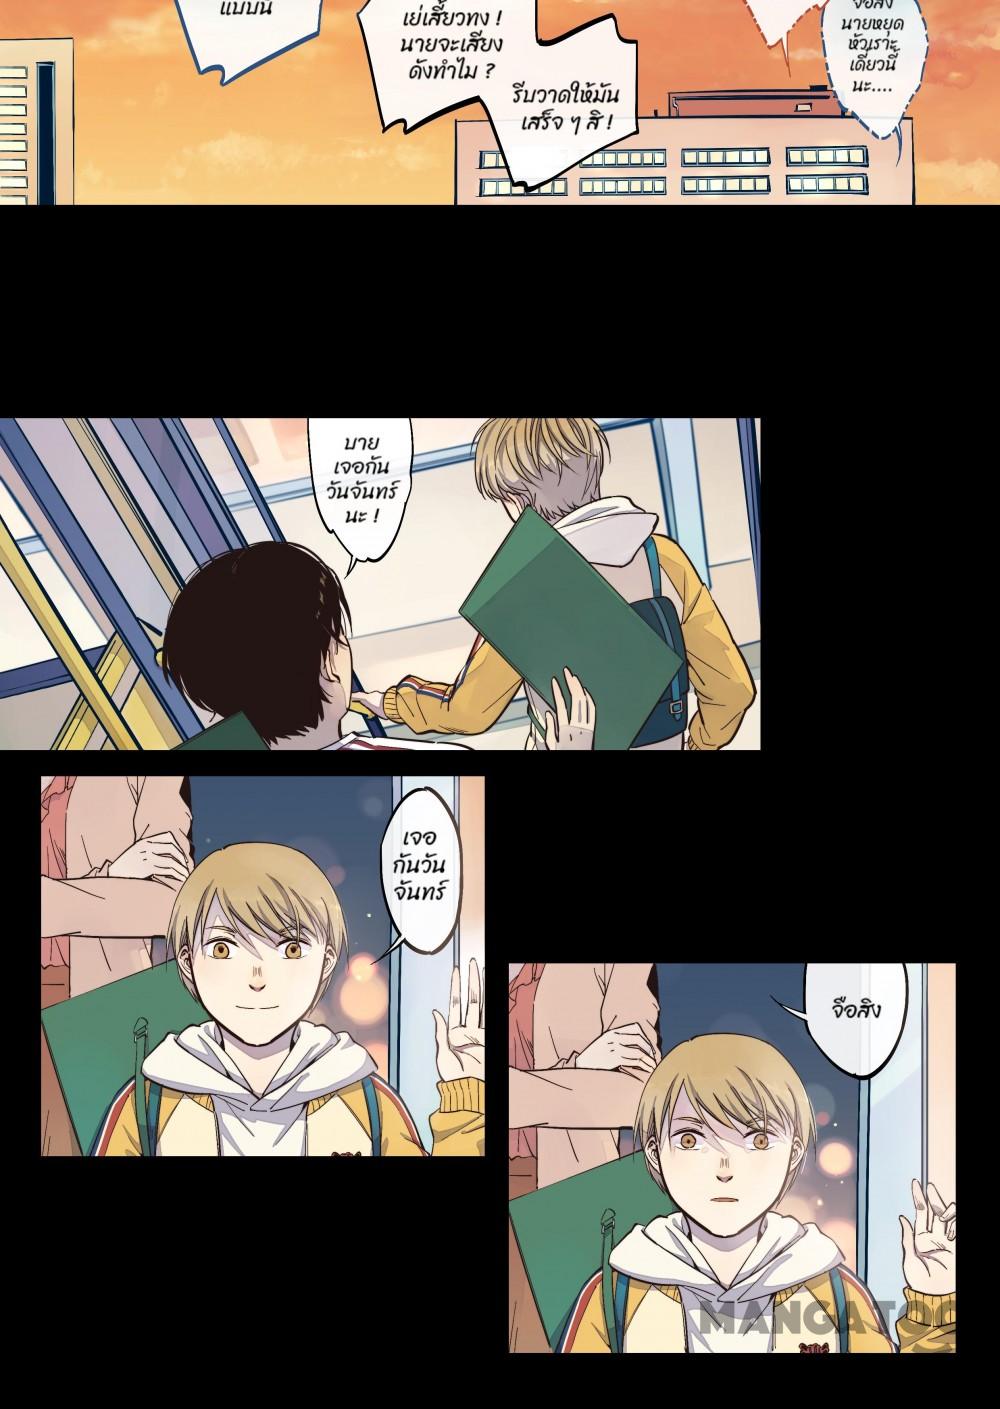 แบบนี้
เย่เสี้ยวทง !
นายจะเสียง
ดังทำไม ?
รีบวาดให้มัน
เสร็จ ๆ สิ !
จือสิง
นายหยุด
หัวเราะ
เดี๋ยวนี้
นะ....
บาย
เจอกัน
วันจันทร์
นะ !
เจอ
กันวัน
จันทร์
จือสิง
MANGATOO